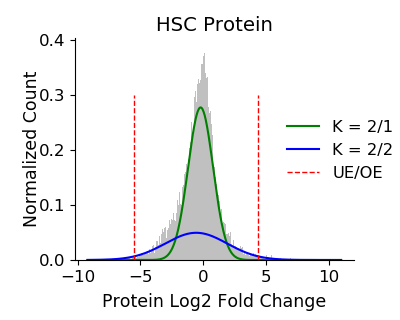 HSC Protein
Normalized Count
0.4
0.3
0.2
0.1
0.0
−10
−5
0
5
10
Protein Log2 Fold Change
K = 2/1
K = 2/2
UE/OE